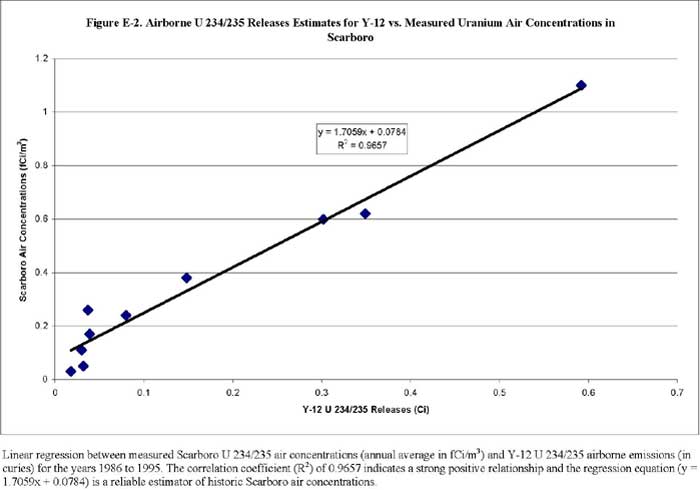 Figure E-2. Airborne U 234/235 Releases Estimates for Y-12 vs. Measured Uranium Air Concentrations in
Scarboro
1.2
1
0.8
0.6
0.4
0.2
0
y = 1.7059x + 0.0784
R² = 0.9657
Scarboro Air Concentrations (fCi/m³)
0 0.1 0.2 0.3 0.4 0.5 0.6 0.7
Y-12 U 234/235 Releases (Ci)
Linear regression between measured Scarboro U 234/235 air concentrations (annual average in fCi/m³) and Y-12 U 234/235 airborne emissions (in
curies) for the years 1986 to 1995. The correlation coefficient (R²) of 0.9657 indicates a strong positive relationship and the regression equation (y =
1.7059x + 0.0784) is a reliable estimator of historic Scarboro air concentrations.